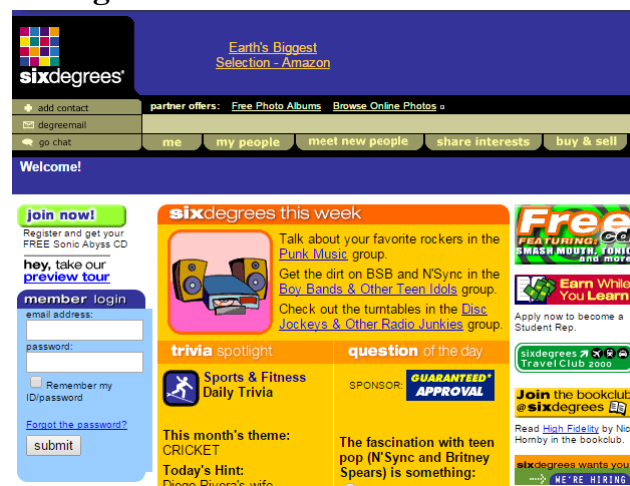 Earth's Biggest
Selection - Amazon
sixdegrees
add contact
degreemail
go chat
partner offers: Free Photo Albums Browse Online Photos
me my people meet new people share interests buy & sell
Welcome!
join now!
Register and get your
FREE Sonic Abyss CD
hey, take our
preview tour
member login
email address:
password:
Remember my
ID/password
Forgot the password?
submit
sixdegrees this week
Talk about your favorite rockers in the
Punk Music group.
Get the dirt on BSB and N'Sync in the
Boy Bands & Other Teen Idols group.
Check out the turntables in the Disc
Jockeys & Other Radio Junkies group.
trivia spotlight
Sports & Fitness
Daily Trivia
This month's theme:
CRICKET
Today's Hint:
Diego Rivera's wife
question of the day
SPONSOR: GUARANTEED*
APPROVAL
The fascination with teen
pop (N'Sync and Britney
Spears) is something:
Free
FEATURING:
SMASH MOUTH, TONIC
and more
Earn While
You Learn
Apply now to become a
Student Rep.
sixdegrees
Travel Club 2000
Join the bookclub
@sixdegrees
Read High Fidelity by Nic
Hornby in the bookclub.
sixdegrees wants you
WE'RE HIRING